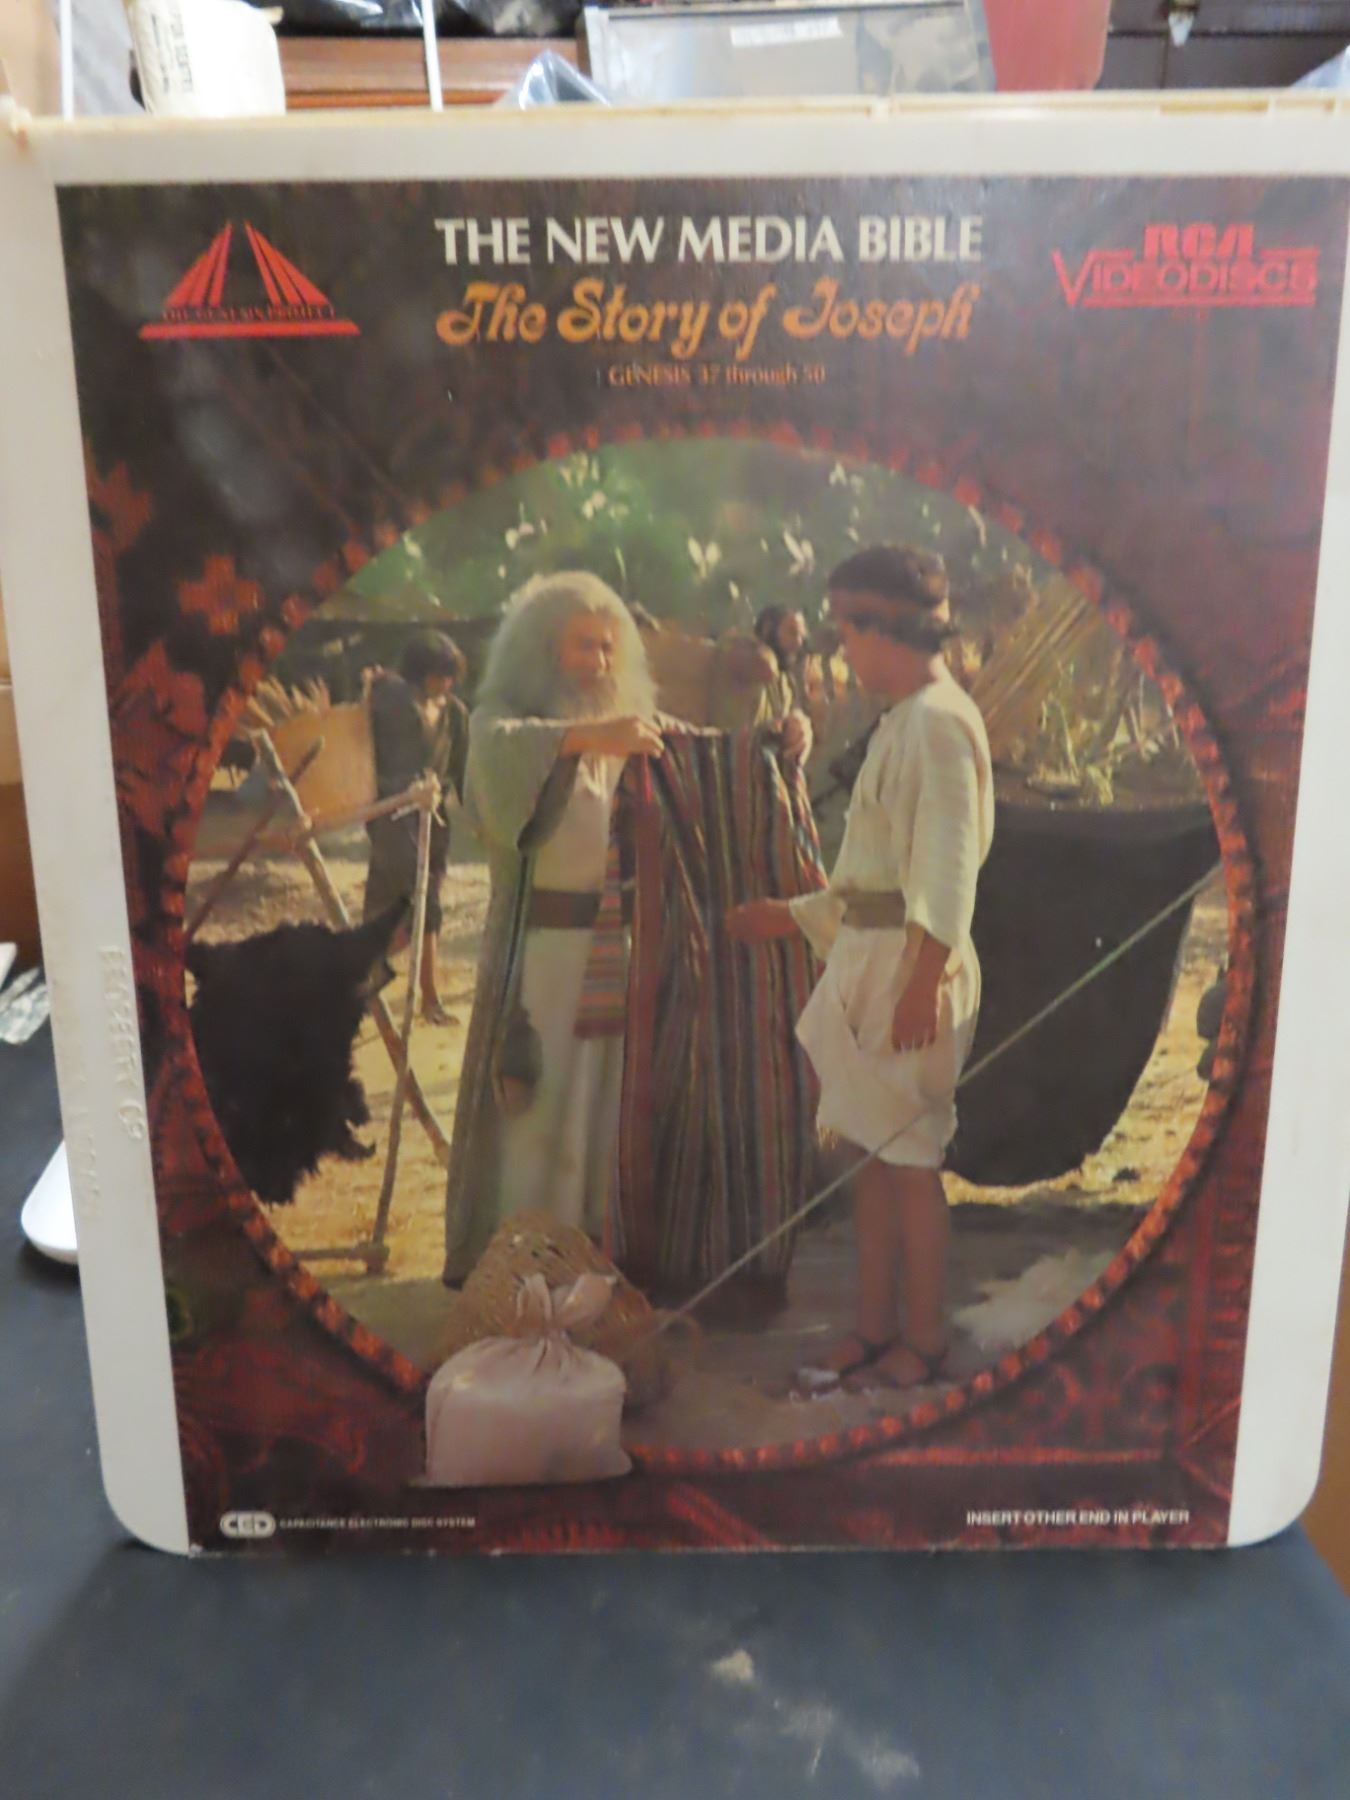 THE NEW MEDIA BIBLE
The Story of Joseph
GENESIS 37 through 50
THE GENESIS PROJECT
RCA
VIDEODISCS
CED CAPACITANCE ELECTRONIC DISC SYSTEM
INSERT OTHER END IN PLAYER